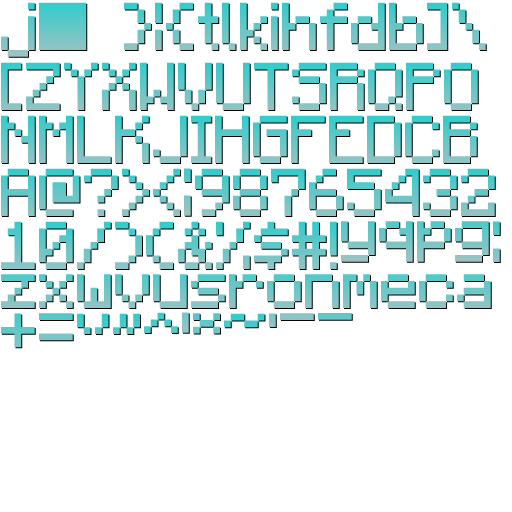 j }{tlkihfdb]\
[ZYXWVUTSRQPO
NMLKJIHGFEDCB
A@?><98765432
10/)(&%$#!yqpg
zxwvusronmeca
+=^~-_